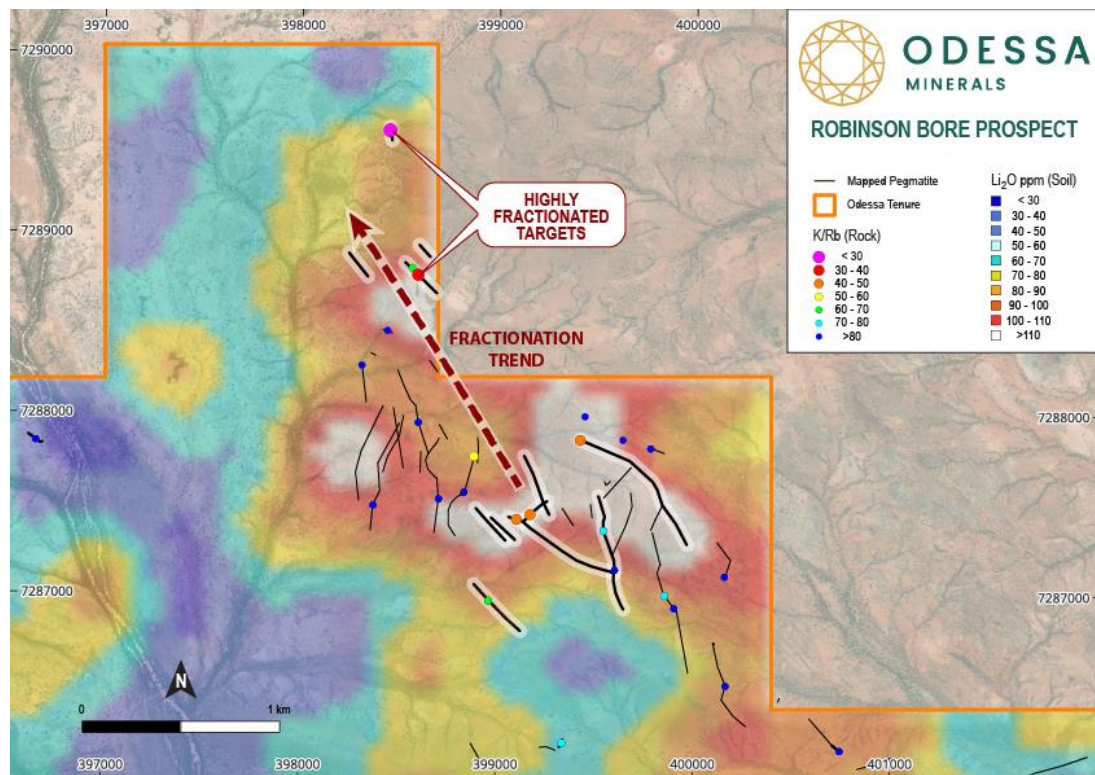 397000 398000 399000 400000
7290000
7289000
7288000
7287000
7288000
7287000
HIGHLY
FRACTIONATED
TARGETS
FRACTIONATION
TREND
N
0 1 km
397000 398000 399000 400000 401000
ODESSA
MINERALS
ROBINSON BORE PROSPECT
Mapped Pegmatite
Odessa Tenure
K/Rb (Rock)
< 30
30 - 40
40 - 50
50 - 60
60 - 70
70 - 80
>80
Li₂O ppm (Soil)
< 30
30 - 40
40 - 50
50 - 60
60 - 70
70 - 80
80 - 90
90 - 100
100 - 110
>110